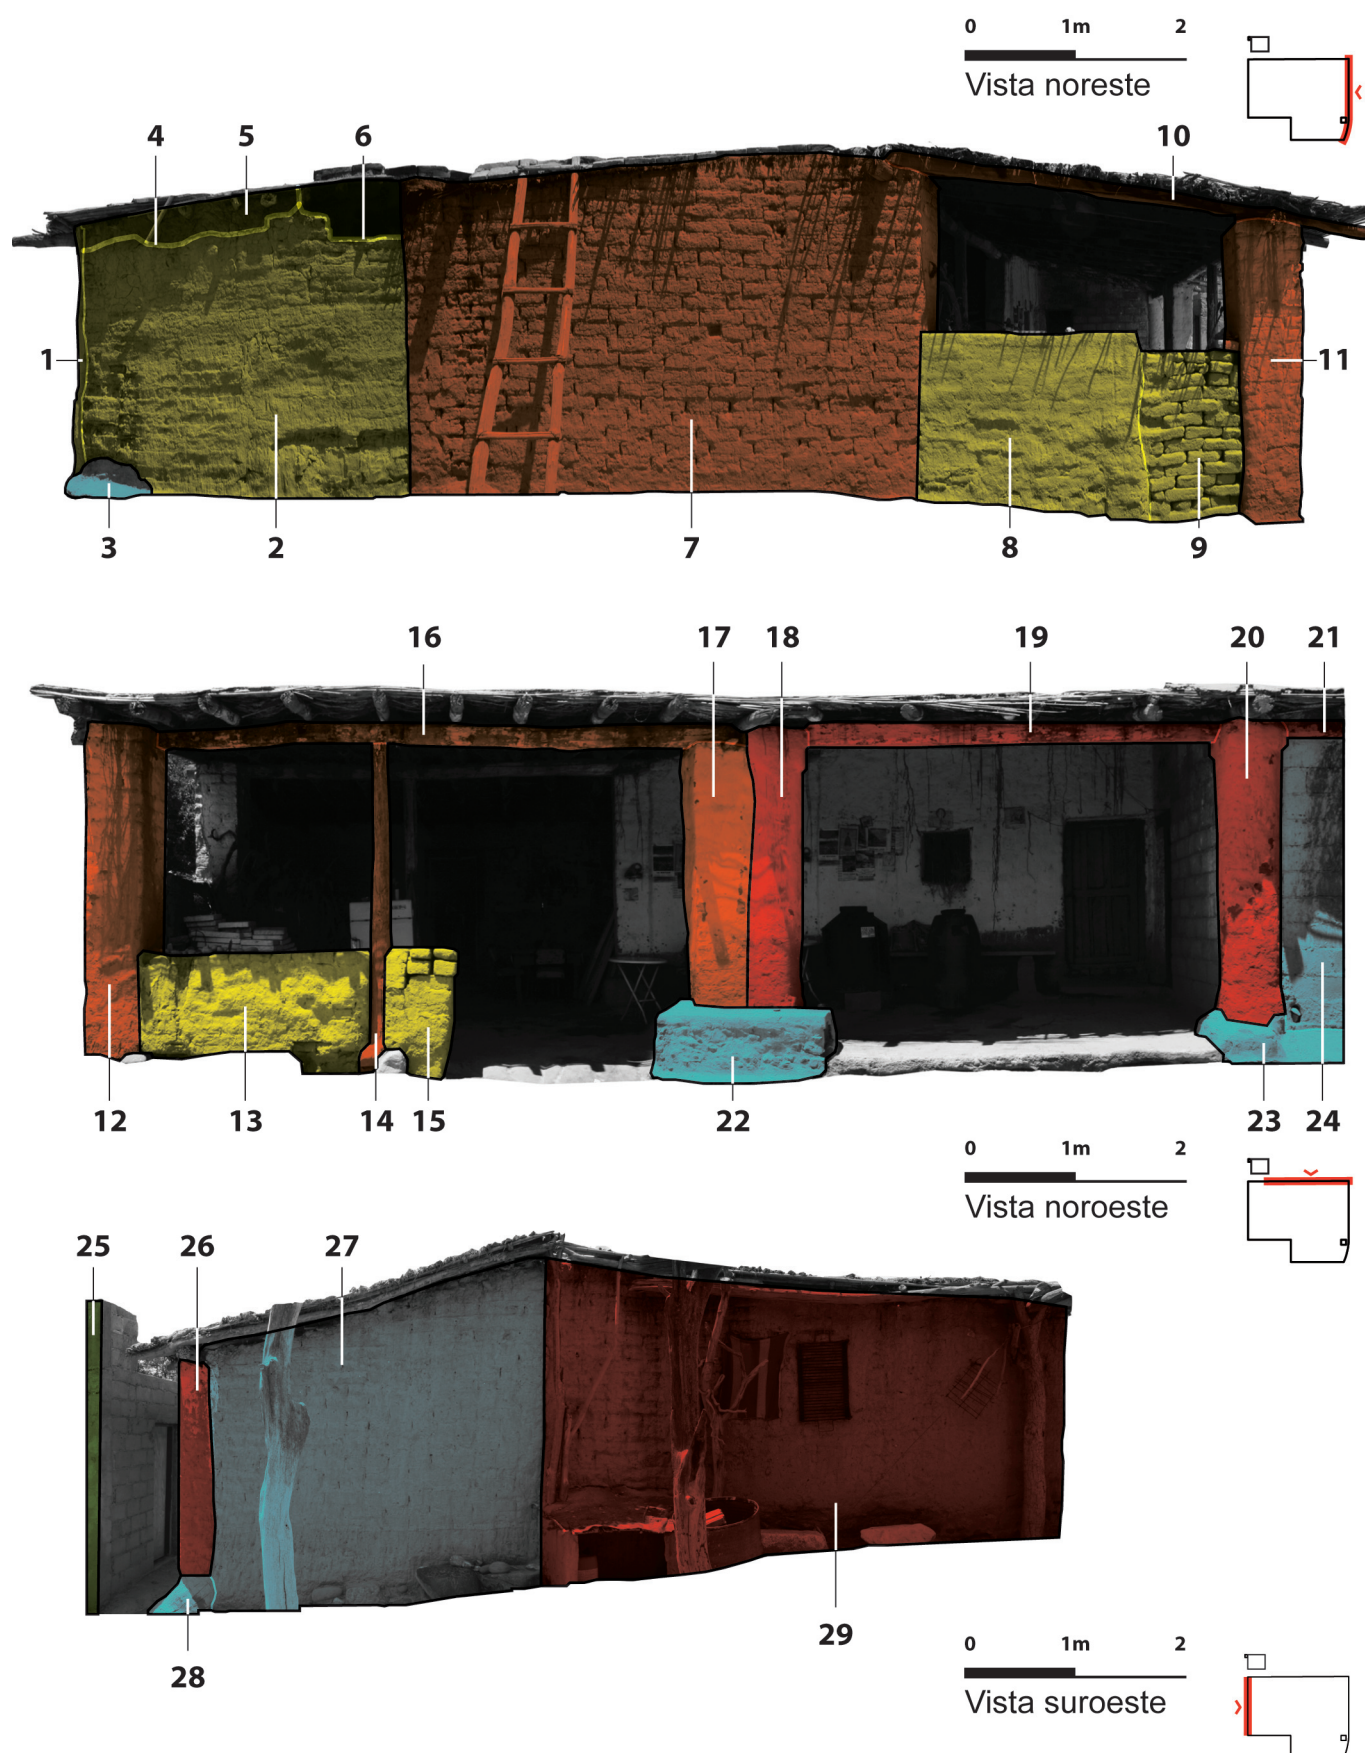 0 1m 2
Vista noreste
4 5 6 10
1 11
3 2 7 8 9
16 17 18 19 20 21
12 13 14 15 22 23 24
0 1m 2
Vista noroeste
25 26 27
29
28
0 1m 2
Vista suroeste